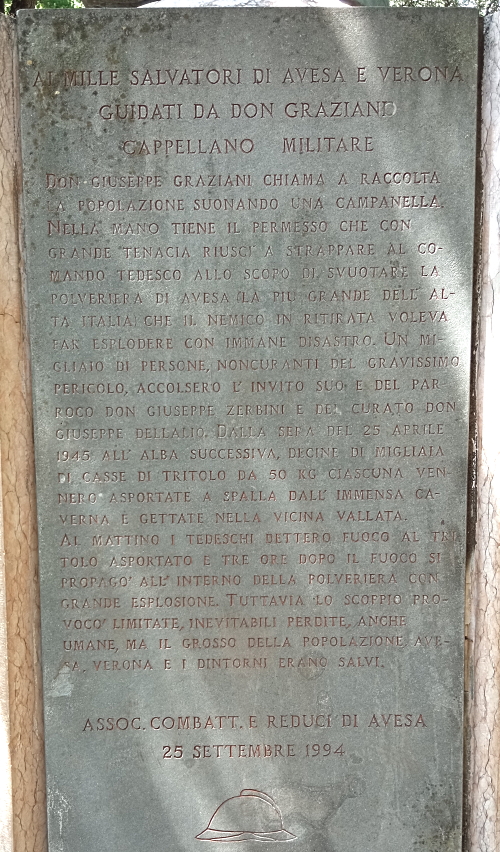 AI MILLE SALVATORI DI AVESA E VERONA
GUIDATI DA DON GRAZIANI
CAPPELLANO MILITARE
DON GIUSEPPE GRAZIANI CHIAMA A RACCOLTA
A POPOLAZIONE SUONANDO UNA CAMPANELLA.
NELLA MANO TIENE IL PERMESSO CHE CON
GRANDE TENACIA RIUSCI' A STRAPPARE AL CO-
MANDO TEDESCO ALLO SCOPO DI SVUOTARE LA
POLVERIERA DI AVESA (LA PIU' GRANDE DELL' AL-
TA ITALIA) CHE IL NEMICO IN RITIRATA VOLEVA
FAR ESPLODERE CON IMMANE DISASTRO. UN MI-
GLIAIO DI PERSONE, NONCURANTI DEL GRAVISSIMO
PERICOLO, ACCOLSERO L' INVITO SUO E DEL PAR-
ROCO DON GIUSEPPE ZERBINI E DEL CURATO DON
GIUSEPPE DELLALIO. DALLA SERA DEL 25 APRILE
1945 ALL' ALBA SUCCESSIVA, DECINE DI MIGLIAIA
DI CASSE DI TRITOLO DA 50 KG CIASCUNA VEN-
NERO ASPORTATE A SPALLA DALL' IMMENSA CA-
VERNA E GETTATE NELLA VICINA VALLATA.
AL MATTINO I TEDESCHI DETTERO FUOCO AL TRI
TOLO ASPORTATO E TRE ORE DOPO IL FUOCO SI
PROPAGO' ALL' INTERNO DELLA POLVERIERA CON
GRANDE ESPLOSIONE. TUTTAVIA LO SCOPPIO PRO-
VOCO' LIMITATE, INEVITABILI PERDITE, ANCHE
UMANE, MA IL GROSSO DELLA POPOLAZIONE AVE-
SA, VERONA E I DINTORNI ERANO SALVI.
ASSOC. COMBATT. E REDUCI DI AVESA
25 SETTEMBRE 1994